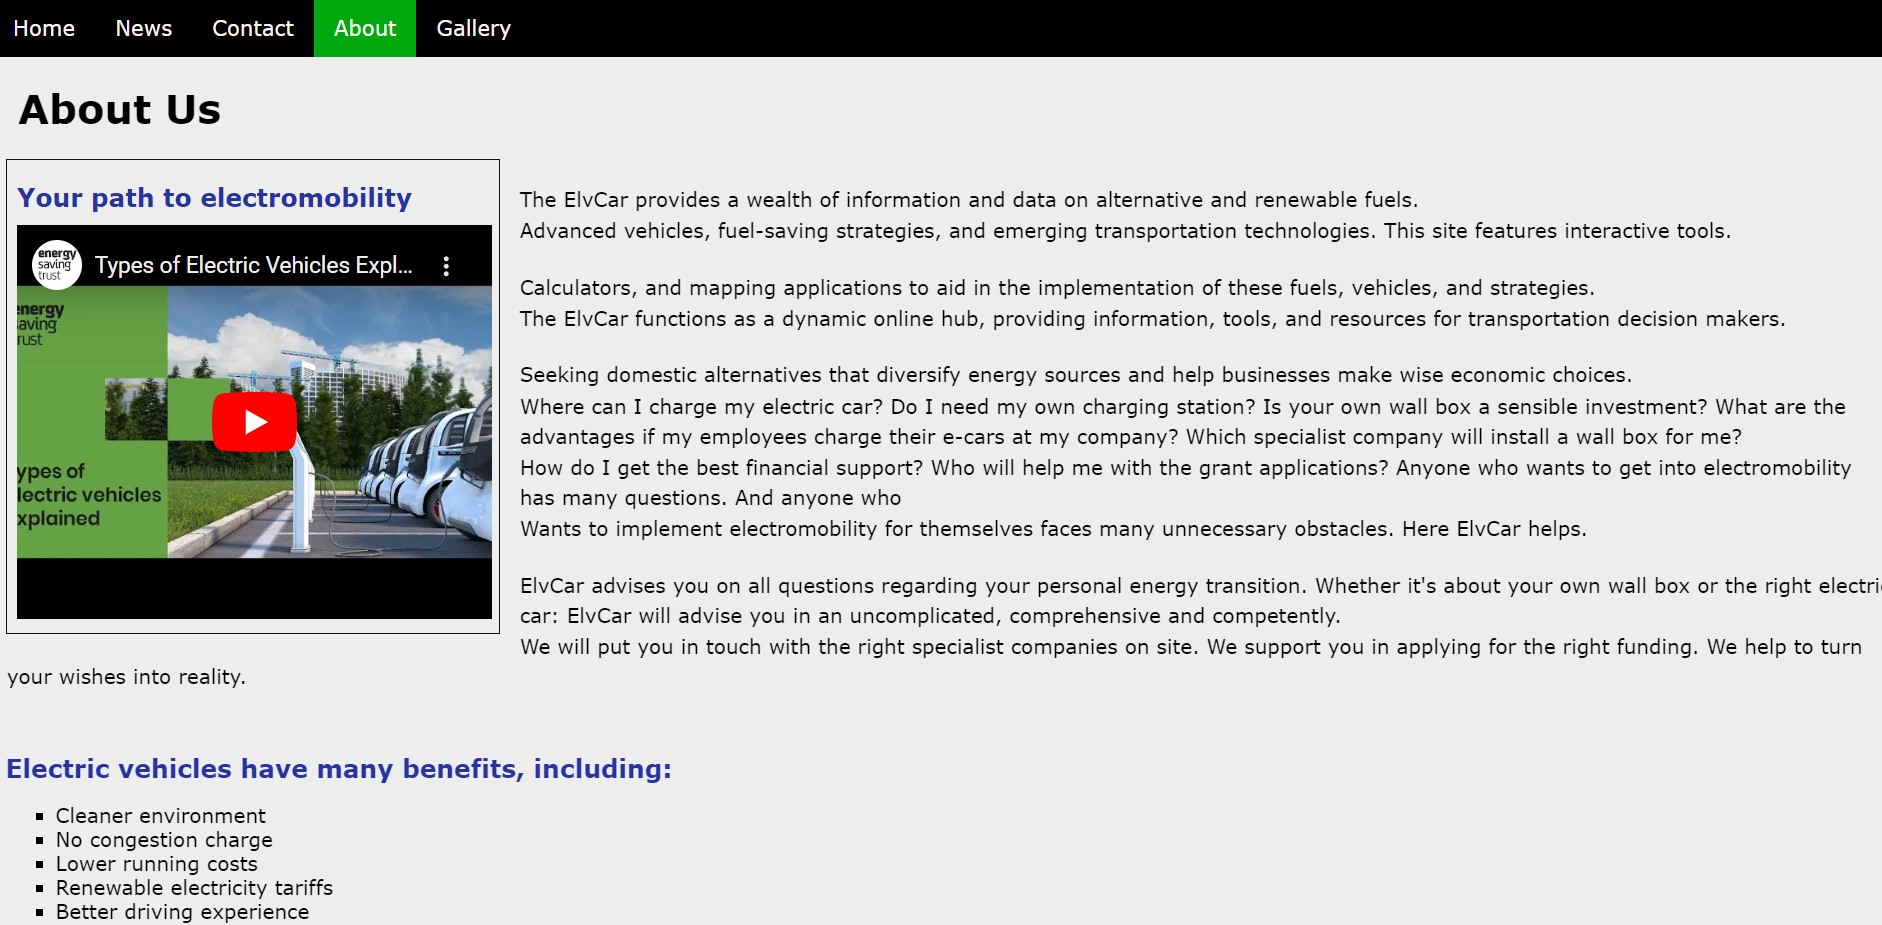 Home News Contact About Gallery
About Us
Your path to electromobility
energy
saving
trust
Types of Electric Vehicles Expl...
energy
aving
rust
ypes of
lectric vehicles
xplained
The ElvCar provides a wealth of information and data on alternative and renewable fuels.
Advanced vehicles, fuel-saving strategies, and emerging transportation technologies. This site features interactive tools.
Calculators, and mapping applications to aid in the implementation of these fuels, vehicles, and strategies.
The ElvCar functions as a dynamic online hub, providing information, tools, and resources for transportation decision makers.
Seeking domestic alternatives that diversify energy sources and help businesses make wise economic choices.
Where can I charge my electric car? Do I need my own charging station? Is your own wall box a sensible investment? What are the
advantages if my employees charge their e-cars at my company? Which specialist company will install a wall box for me?
How do I get the best financial support? Who will help me with the grant applications? Anyone who wants to get into electromobility
has many questions. And anyone who
Wants to implement electromobility for themselves faces many unnecessary obstacles. Here ElvCar helps.
ElvCar advises you on all questions regarding your personal energy transition. Whether it's about your own wall box or the right electri
car: ElvCar will advise you in an uncomplicated, comprehensive and competently.
We will put you in touch with the right specialist companies on site. We support you in applying for the right funding. We help to turn
your wishes into reality.
Electric vehicles have many benefits, including:
Cleaner environment
No congestion charge
Lower running costs
Renewable electricity tariffs
Better driving experience